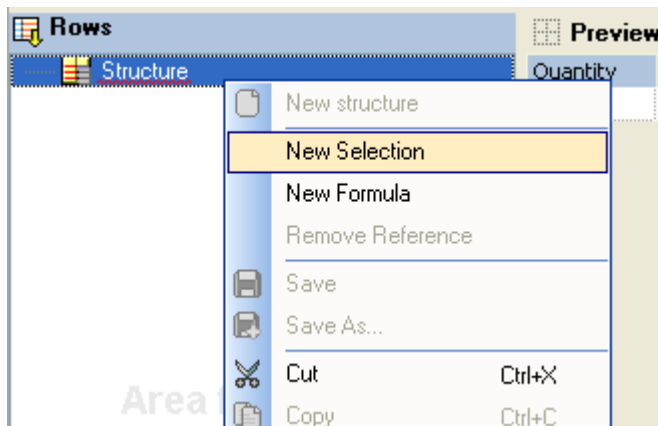 Rows
Preview
Structure
Quantity
New structure
New Selection
New Formula
Remove Reference
Save
Save As...
Cut Ctrl+X
Area
Copy Ctrl+C